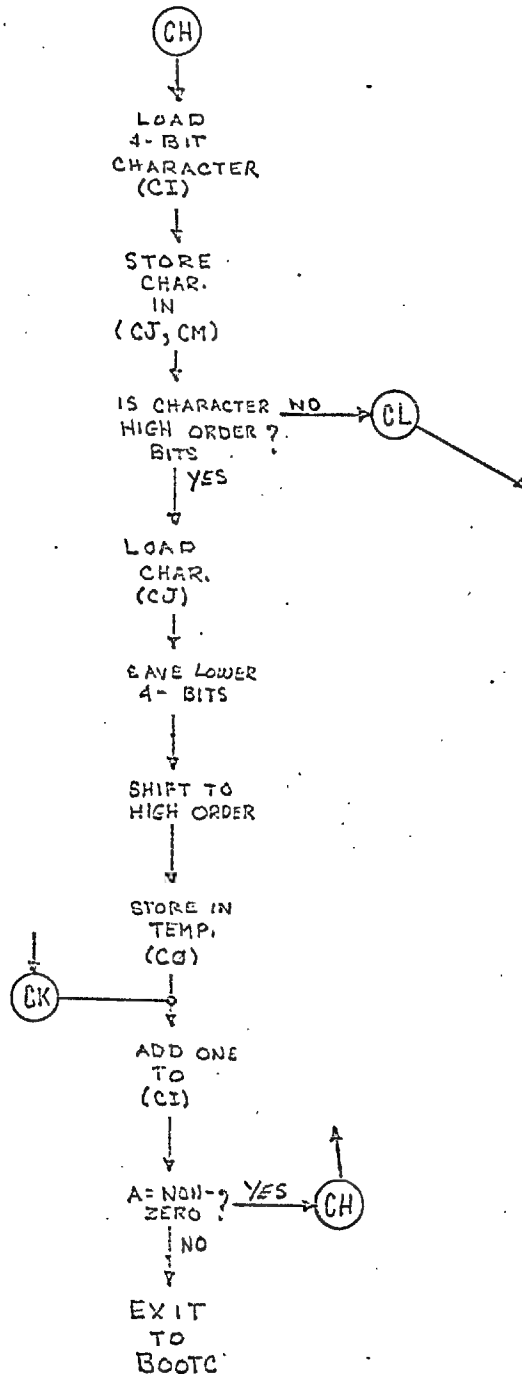 CH
LOAD
4-BIT
CHARACTER
(CI)
STORE
CHAR.
IN
(CJ, CM)
IS CHARACTER
HIGH ORDER ?
BITS
NO
CL
YES
LOAD
CHAR.
(CJ)
SAVE LOWER
4- BITS
SHIFT TO
HIGH ORDER
STORE IN
TEMP.
(CO)
CK
ADD ONE
TO
(CI)
A = NON-
ZERO ?
YES
CH
NO
EXIT
TO
BOOTC